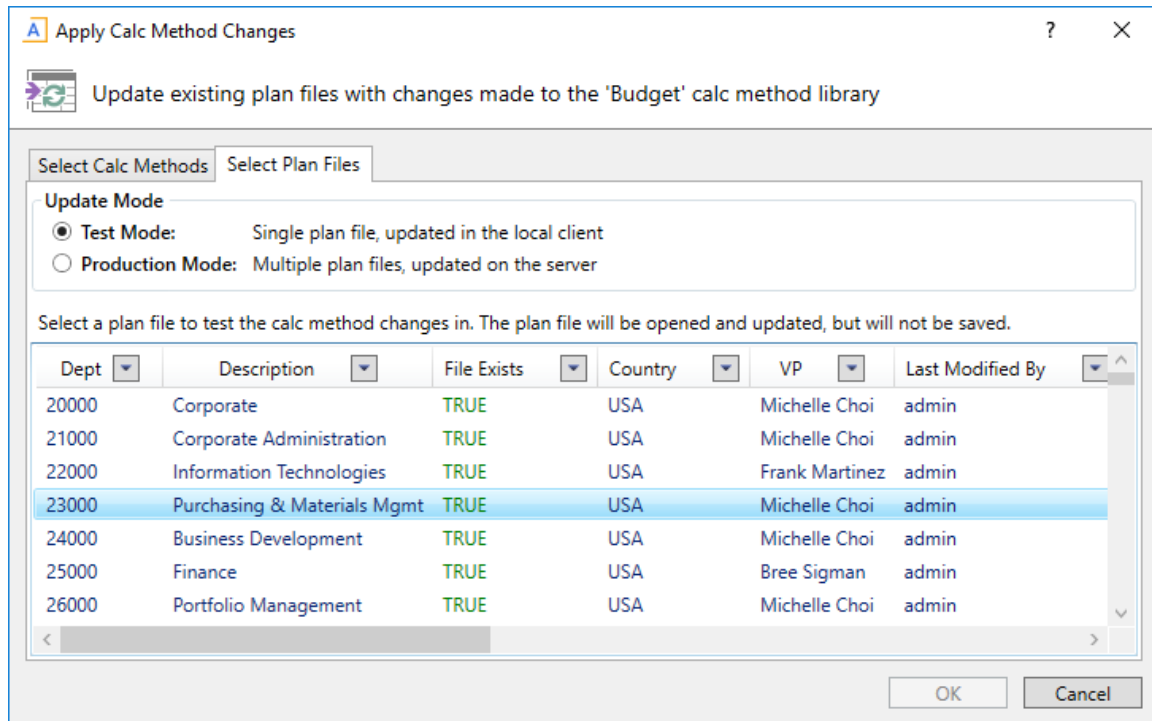 A Apply Calc Method Changes ? X
Update existing plan files with changes made to the 'Budget' calc method library
Select Calc Methods Select Plan Files
Update Mode
Test Mode: Single plan file, updated in the local client
Production Mode: Multiple plan files, updated on the server
Select a plan file to test the calc method changes in. The plan file will be opened and updated, but will not be saved.
Dept Description File Exists Country VP Last Modified By
20000 Corporate TRUE USA Michelle Choi admin
21000 Corporate Administration TRUE USA Michelle Choi admin
22000 Information Technologies TRUE USA Frank Martinez admin
23000 Purchasing & Materials Mgmt TRUE USA Michelle Choi admin
24000 Business Development TRUE USA Michelle Choi admin
25000 Finance TRUE USA Bree Sigman admin
26000 Portfolio Management TRUE USA Michelle Choi admin
OK Cancel